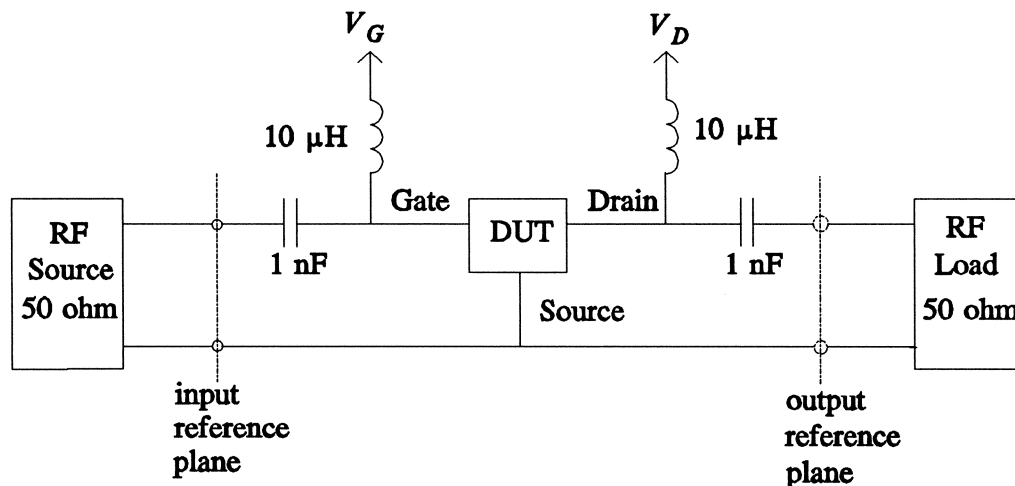 V_G
V_D
10 μH
10 μH
Gate
Drain
RF
Source
50 ohm
DUT
RF
Load
50 ohm
1 nF
1 nF
Source
input
reference
plane
output
reference
plane